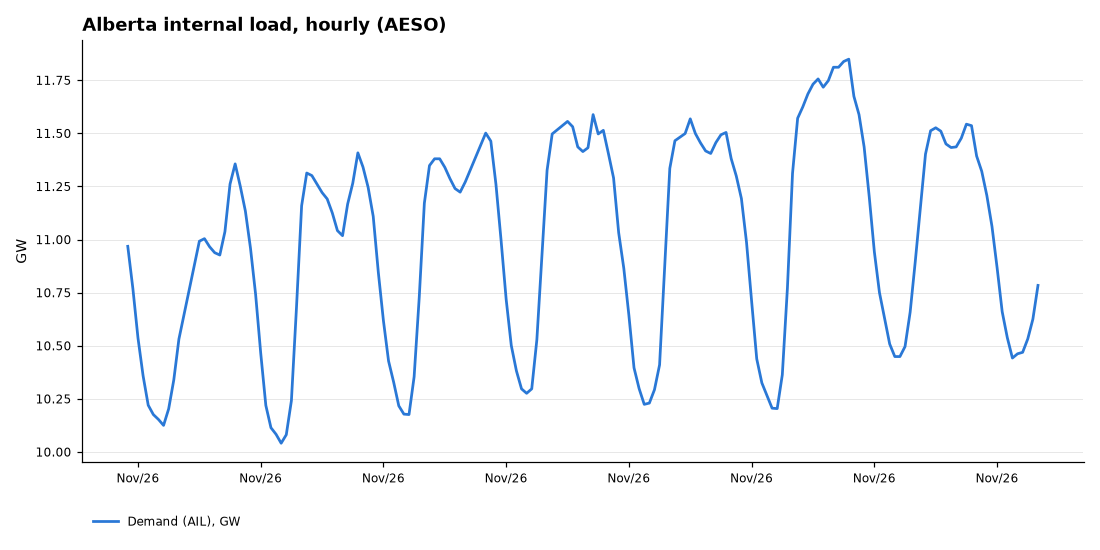 Alberta internal load, hourly (AESO)
GW
11.75
11.50
11.25
11.00
10.75
10.50
10.25
10.00
Nov/26 Nov/26 Nov/26 Nov/26 Nov/26 Nov/26 Nov/26 Nov/26
Demand (AIL), GW